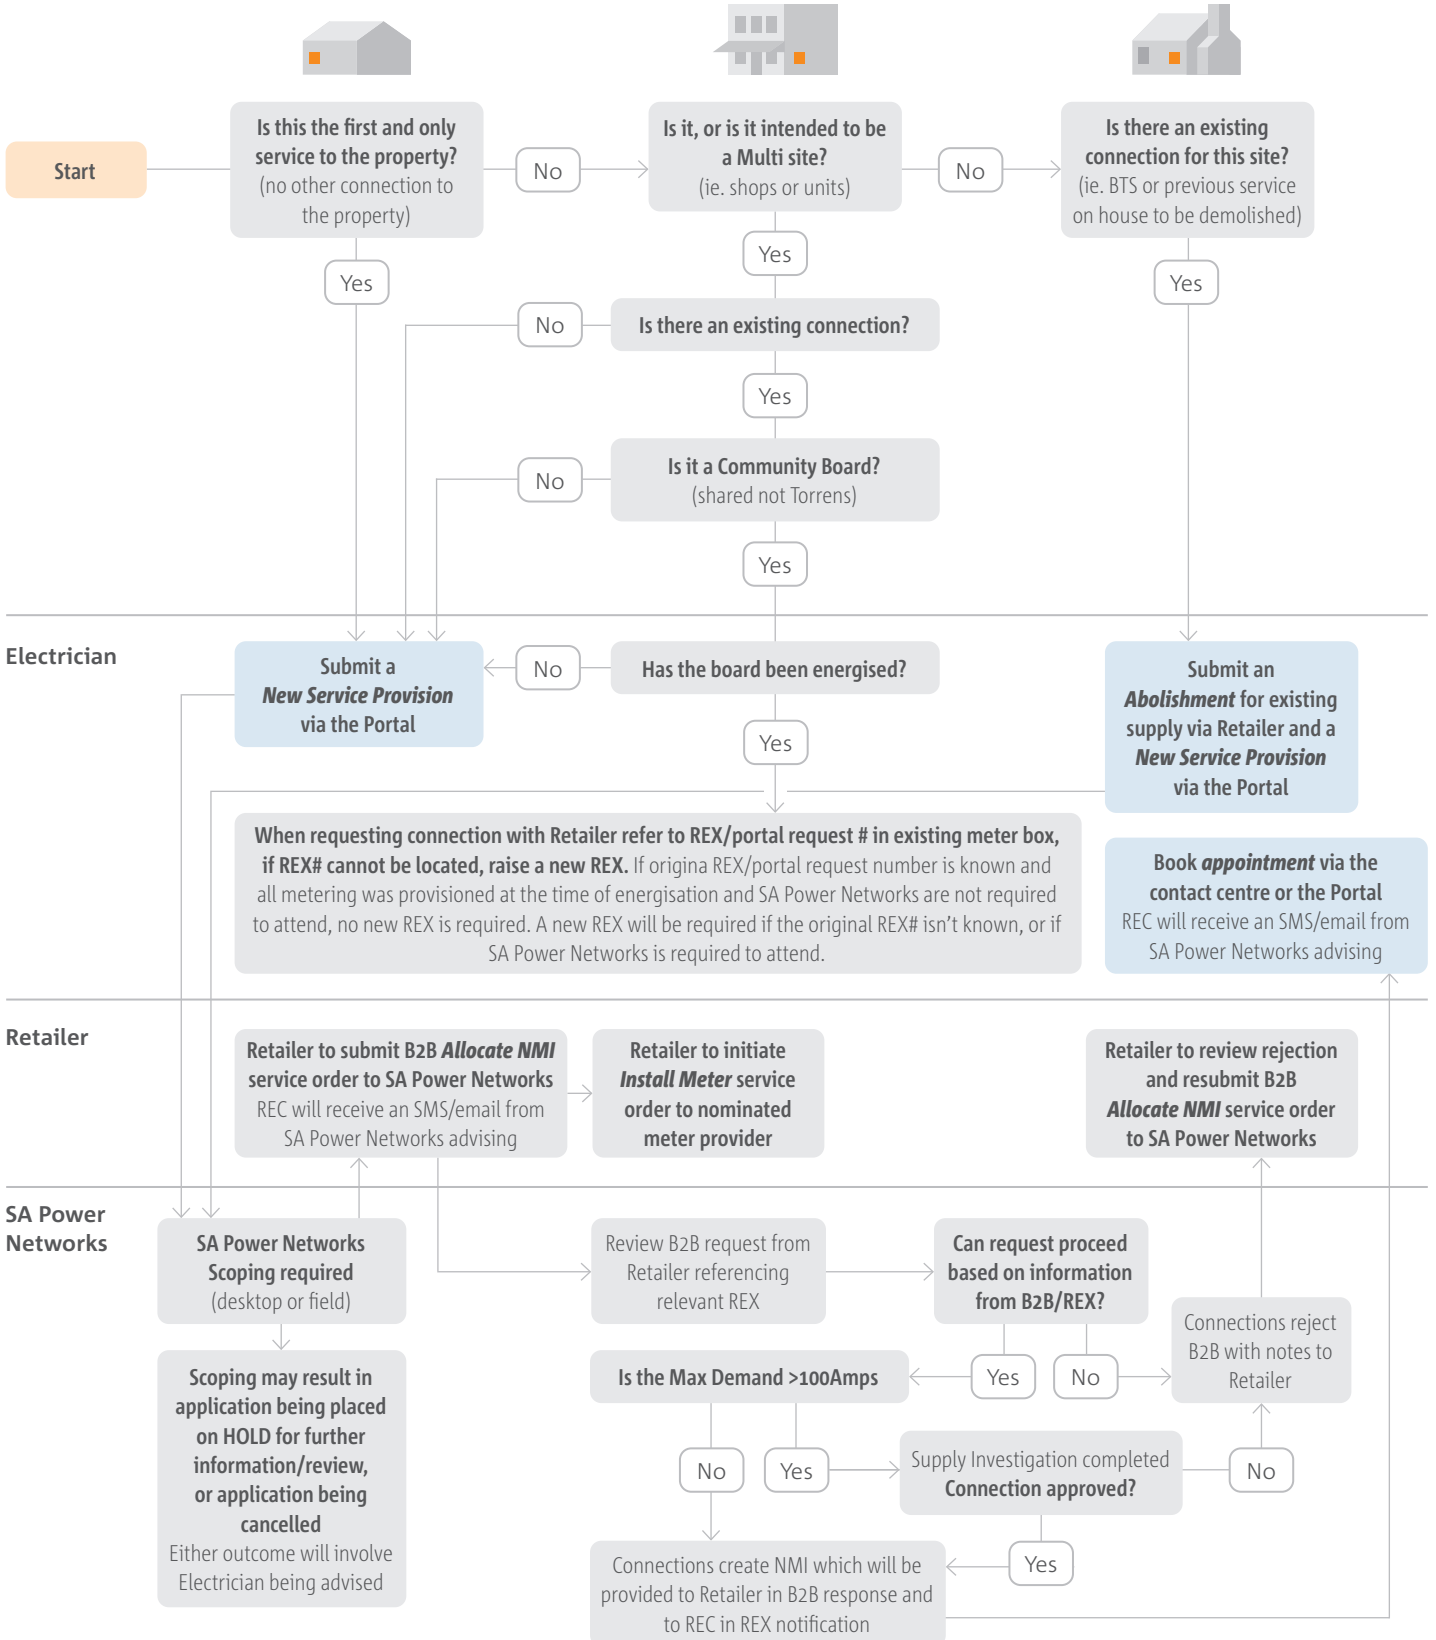 Start
Is this the first and only
service to the property?
(no other connection to
the property)
No
Is it, or is it intended to be
a Multi site?
(ie. shops or units)
No
Is there an existing
connection for this site?
(ie. BTS or previous service
on house to be demolished)
Yes
Yes
Yes
No
Is there an existing connection?
Yes
No
Is it a Community Board?
(shared not Torrens)
Yes
Electrician
Submit a
New Service Provision
via the Portal
No
Has the board been energised?
Yes
Submit an
Abolishment for existing
supply via Retailer and a
New Service Provision
via the Portal
When requesting connection with Retailer refer to REX/portal request # in existing meter box,
if REX# cannot be located, raise a new REX. If origina REX/portal request number is known and
all metering was provisioned at the time of energisation and SA Power Networks are not required
to attend, no new REX is required. A new REX will be required if the original REX# isn't known, or if
SA Power Networks is required to attend.
Book appointment via the
contact centre or the Portal
REC will receive an SMS/email from
SA Power Networks advising
Retailer
Retailer to submit B2B Allocate NMI
service order to SA Power Networks
REC will receive an SMS/email from
SA Power Networks advising
Retailer to initiate
Install Meter service
order to nominated
meter provider
Retailer to review rejection
and resubmit B2B
Allocate NMI service order
to SA Power Networks
SA Power
Networks
SA Power Networks
Scoping required
(desktop or field)
Review B2B request from
Retailer referencing
relevant REX
Can request proceed
based on information
from B2B/REX?
Connections reject
B2B with notes to
Retailer
Scoping may result in
application being placed
on HOLD for further
information/review,
or application being
cancelled
Either outcome will involve
Electrician being advised
Is the Max Demand >100Amps
Yes
No
No
Yes
Supply Investigation completed
Connection approved?
No
Yes
Connections create NMI which will be
provided to Retailer in B2B response and
to REC in REX notification